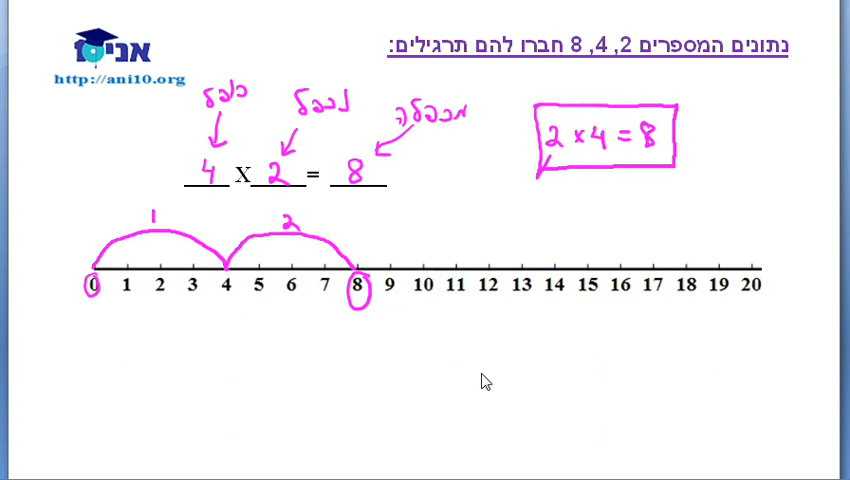 נתונים המספרים 2, 4, 8 חברו להם תרגילים:
אני10
http://ani10.org
כופל נכפל מכפלה
4 X 2 = 8
2 × 4 = 8
1 2
0 1 2 3 4 5 6 7 8 9 10 11 12 13 14 15 16 17 18 19 20